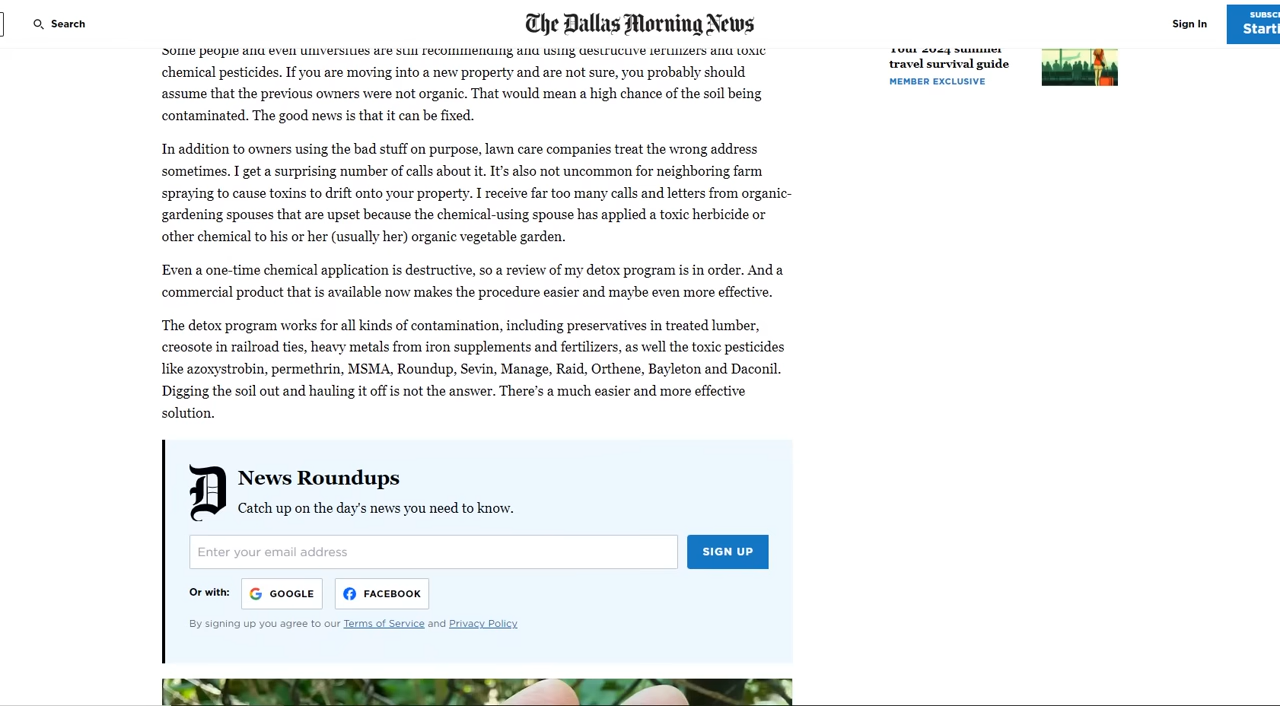 Search
The Dallas Morning News
Sign In
SUBSC
Starti
Some people and even universities are still recommending and using destructive fertilizers and toxic
chemical pesticides. If you are moving into a new property and are not sure, you probably should
assume that the previous owner was not organic. That would mean a high chance of the soil being
contaminated. The good news is that it can be fixed.
In addition to owners using the bad stuff on purpose, lawn care companies treat the wrong address
sometimes. I get a surprising number of calls about it. It’s also not uncommon for neighboring farm
spraying to cause toxins to drift onto your property. I receive far too many calls and letters from organic-
gardening spouses that are upset because the chemical-using spouse has applied a toxic herbicide or
other chemical to his or her (usually her) organic vegetable garden.
Even a one-time chemical application is destructive, so a review of my detox program is in order. And a
commercial product that is available now makes the procedure easier and maybe even more effective.
The detox program works for all kinds of contamination, including preservatives in treated lumber,
creosote in railroad ties, heavy metals from iron supplements and fertilizers, as well the toxic pesticides
like azoxystrobin, permethrin, MSMA, Roundup, Sevin, Manage, Raid, Orthene, Bayleton and Daconil.
Digging the soil out and hauling it off is not the answer. There’s a much easier and more effective
solution.
D
News Roundups
Catch up on the day's news you need to know.
Enter your email address
SIGN UP
Or with:
GOOGLE
FACEBOOK
By signing up you agree to our Terms of Service and Privacy Policy
Your 2024 summer
travel survival guide
MEMBER EXCLUSIVE